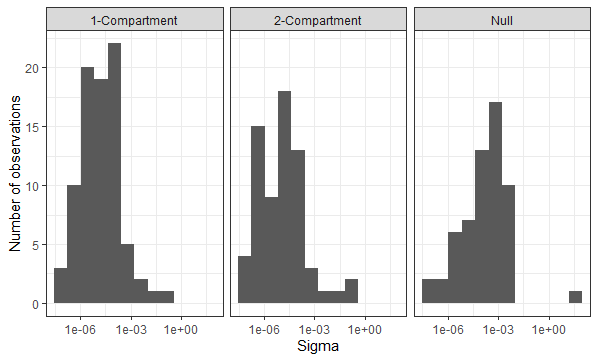 1-Compartment 2-Compartment Null
Number of observations
20
15
10
5
0
1e-06 1e-03 1e+00 1e-06 1e-03 1e+00 1e-06 1e-03 1e+00
Sigma